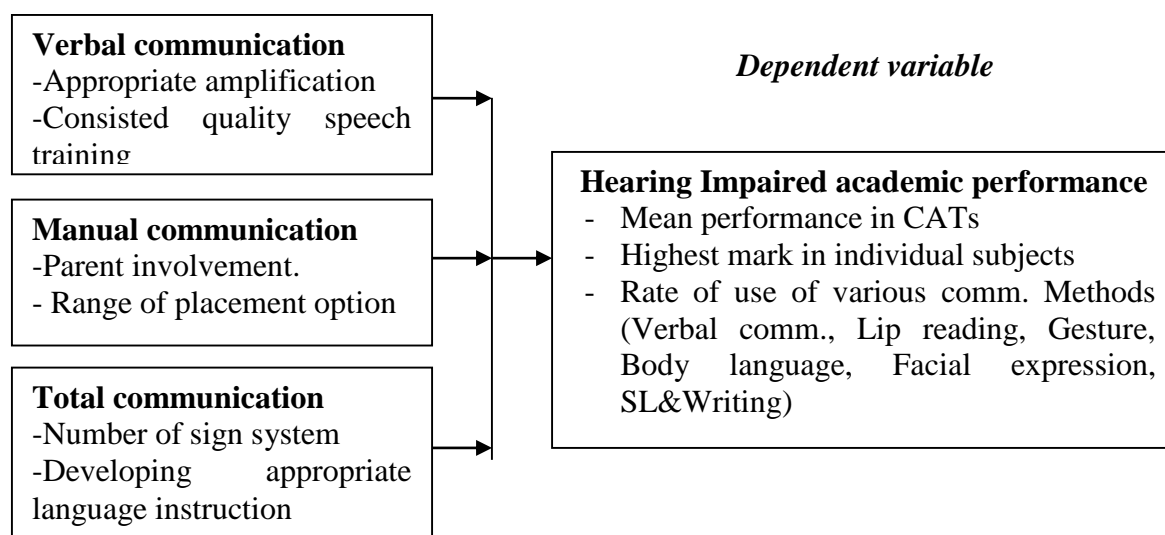 Verbal communication
-Appropriate amplification
-Consisted quality speech
training
Manual communication
-Parent involvement.
- Range of placement option
Total communication
-Number of sign system
-Developing appropriate
language instruction
Dependent variable
Hearing Impaired academic performance
- Mean performance in CATs
- Highest mark in individual subjects
- Rate of use of various comm. Methods
(Verbal comm., Lip reading, Gesture,
Body language, Facial expression,
SL&Writing)